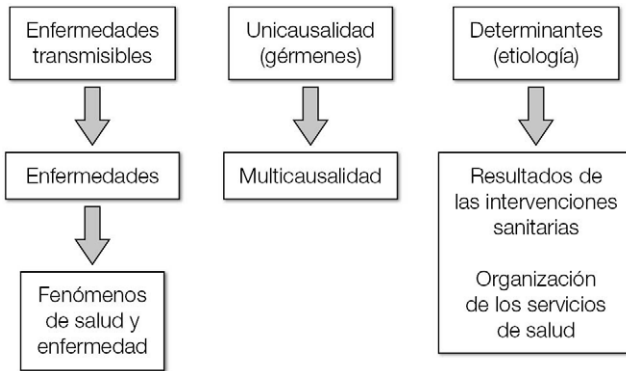 Enfermedades
transmisibles
Enfermedades
Fenómenos
de salud y
enfermedad
Unicausalidad
(gérmenes)
Multicausalidad
Determinantes
(etiología)
Resultados de
las intervenciones
sanitarias
Organización
de los servicios
de salud